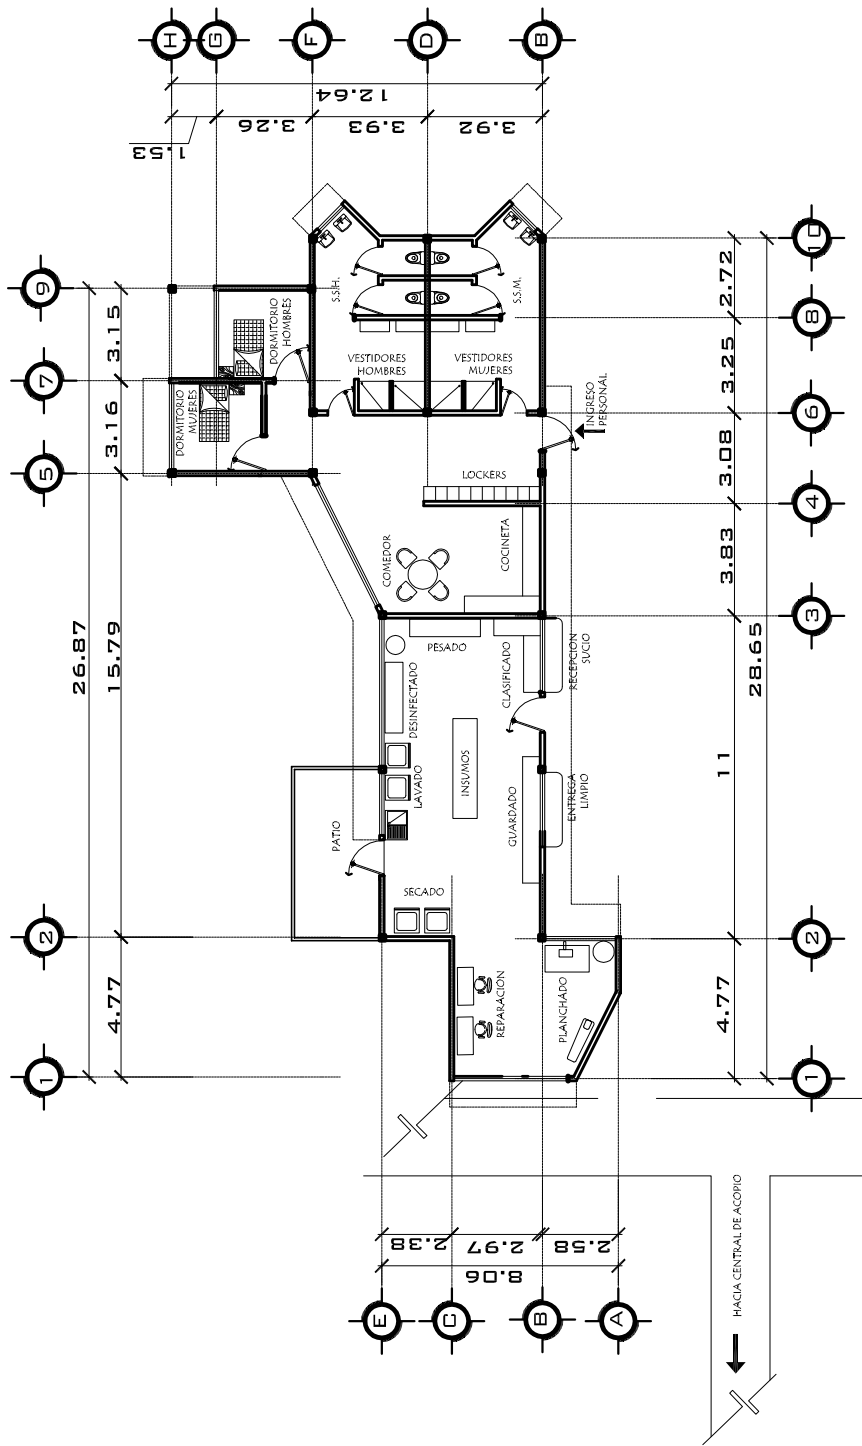 H
G
F
D
B
12.64
1.53
3.26
3.93
3.92
9
7
5
2
1
3.15
3.16
15.79
4.77
26.87
10
8
6
4
3
2
1
2.72
3.25
3.08
3.83
11
4.77
28.65
S.S.H.
S.S.M.
DORMITORIO
HOMBRES
DORMITORIO
MUJERES
VESTIDORES
HOMBRES
VESTIDORES
MUJERES
INGRESO
PERSONAL
LOCKERS
COMEDOR
COCINETA
PESADO
CLASIFICADO
RECEPCION
SUCIO
DESINFECTADO
LAVADO
INSUMOS
GUARDADO
ENTREGA
LIMPIO
PATIO
SECADO
REPARACION
PLANCHADO
2.38
2.97
2.58
8.06
E
C
B
A
HACIA CENTRAL DE ACOPIO